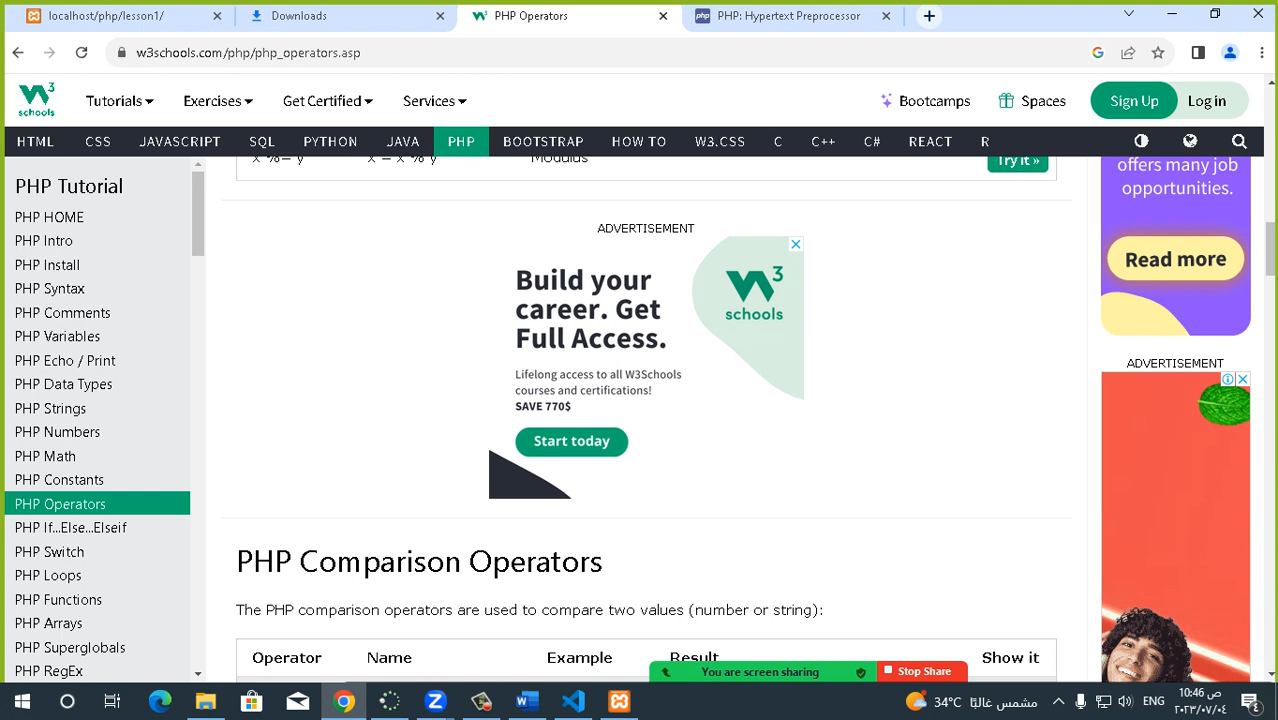 localhost/php/lesson1/
Downloads
PHP Operators
PHP: Hypertext Preprocessor
w3schools.com/php/php_operators.asp
W3 schools
Tutorials
Exercises
Get Certified
Services
Bootcamps
Spaces
Sign Up
Log in
HTML CSS JAVASCRIPT SQL PYTHON JAVA PHP BOOTSTRAP HOW TO W3.CSS C C++ C# REACT R
PHP Tutorial
PHP HOME
PHP Intro
PHP Install
PHP Syntax
PHP Comments
PHP Variables
PHP Echo / Print
PHP Data Types
PHP Strings
PHP Numbers
PHP Math
PHP Constants
PHP Operators
PHP If...Else...Elseif
PHP Switch
PHP Loops
PHP Functions
PHP Arrays
PHP Superglobals
PHP RegEx
x %= y x = x % y Modulus Try it »
ADVERTISEMENT
Build your
career. Get
Full Access.
Lifelong access to all W3Schools
courses and certifications!
SAVE 770$
Start today
W3
schools
PHP Comparison Operators
The PHP comparison operators are used to compare two values (number or string):
Operator Name Example Result Show it
offers many job
opportunities.
Read more
ADVERTISEMENT
You are screen sharing
Stop Share
34°C مشمس غالبًا
ENG
10:46 ص
٢٠٢٣/٠٧/٠٤